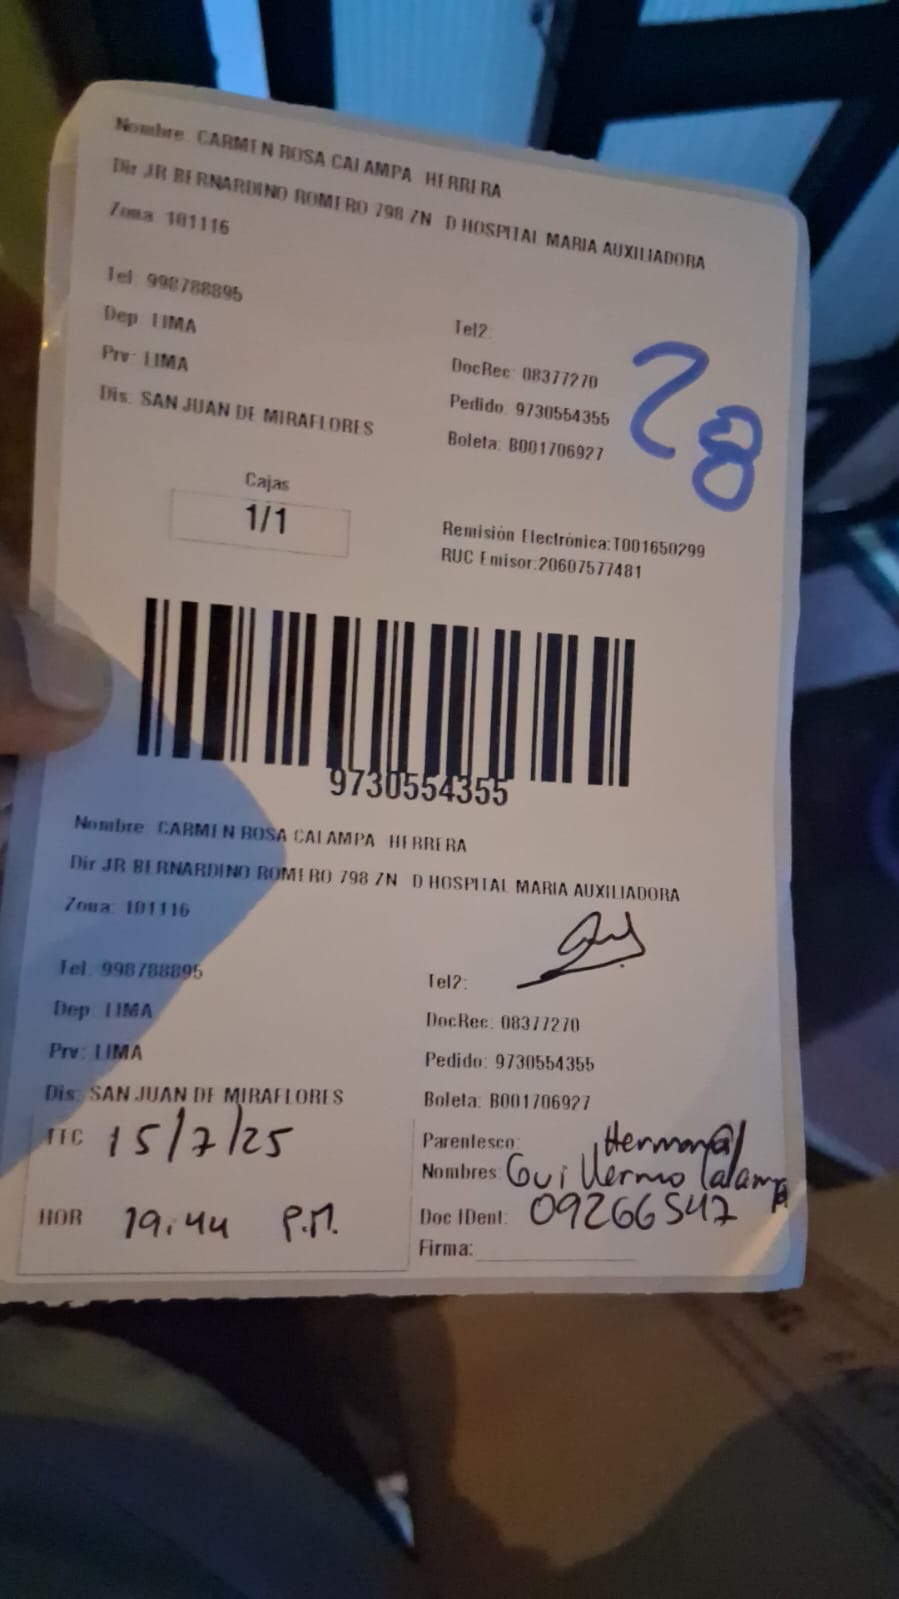 Nombre: CARMEN ROSA CALAMPA HERRERA
Dir JR BERNARDINO ROMERO 798 ZN D HOSPITAL MARIA AUXILIADORA
Zona: 101116
Tel: 998788895
Tel2:
Dep: LIMA
DocRec: 08377270
Prv: LIMA
Pedido: 9730554355
Dis: SAN JUAN DE MIRAFLORES
Boleta: B001706927
28
Cajas
1/1
Remisión Electrónica:T001650299
RUC Emisor:20607577481
9730554355
Nombre: CARMEN ROSA CALAMPA HERRERA
Dir JR BERNARDINO ROMERO 798 ZN D HOSPITAL MARIA AUXILIADORA
Zona: 101116
Tel: 998788895
Tel2:
Dep: LIMA
DocRec: 08377270
Prv: LIMA
Pedido: 9730554355
Dis: SAN JUAN DE MIRAFLORES
Boleta: B001706927
15/7/25
Parentesco:
Nombres: Guillermo Calampa
HOR 19:44 P.M.
Doc IDent: 09266547
Firma: